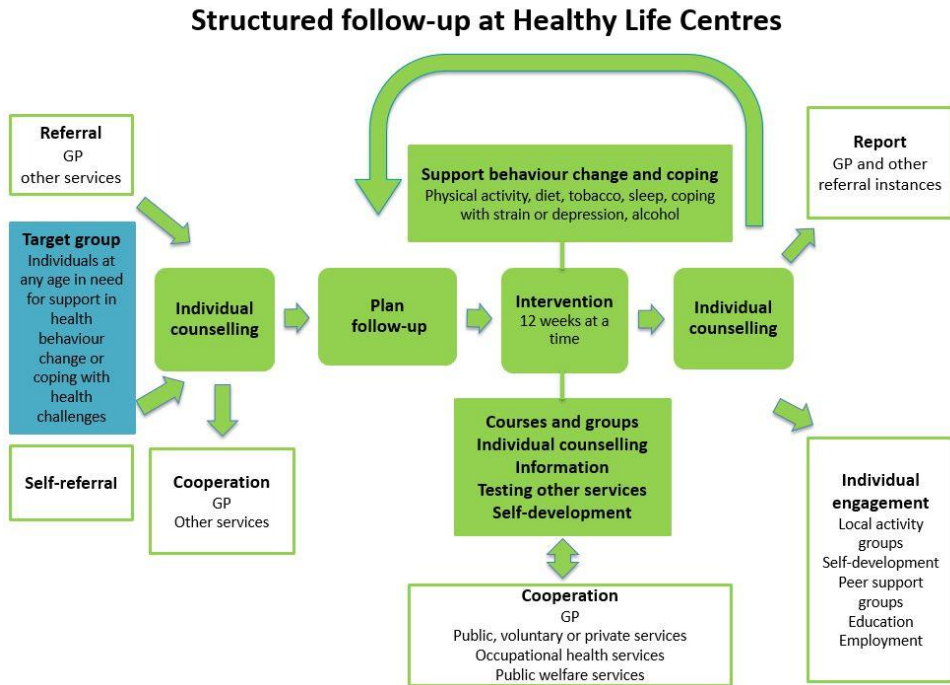 Structured follow-up at Healthy Life Centres
Referral
GP
other services
Target group
Individuals at
any age in need
for support in
health
behaviour
change or
coping with
health
challenges
Self-referral
Individual
counselling
Cooperation
GP
Other services
Plan
follow-up
Support behaviour change and coping
Physical activity, diet, tobacco, sleep, coping
with strain or depression, alcohol
Intervention
12 weeks at a
time
Courses and groups
Individual counselling
Information
Testing other services
Self-development
Cooperation
GP
Public, voluntary or private services
Occupational health services
Public welfare services
Individual
counselling
Report
GP and other
referral instances
Individual
engagement
Local activity
groups
Self-development
Peer support
groups
Education
Employment